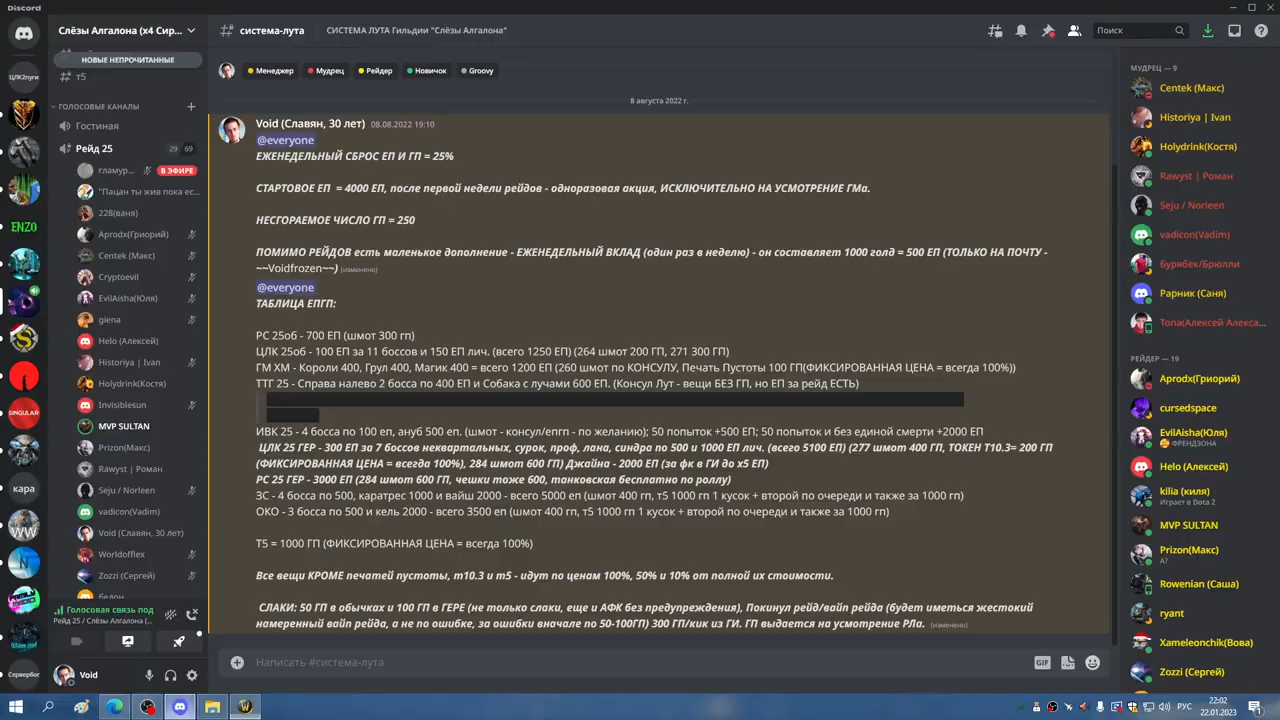 Discord
Слёзы Алгалона (x4 Сир...
система-лута
СИСТЕМА ЛУТА Гильдии "Слёзы Алгалона"
Поиск
НОВЫЕ НЕПРОЧИТАННЫЕ
т5
ГОЛОСОВЫЕ КАНАЛЫ
Гостиная
Рейд 25
29 69
гламур...
В ЭФИРЕ
"Пацан ты жив пока ес...
228(ваня)
Aprodx(Гриорий)
Centek (Макс)
Cryptoevil
EvilAisha(Юля)
giena
Helo (Алексей)
Historiya | Ivan
Holydrink(Костя)
Invisiblesun
MVP SULTAN
Prizon(Макс)
Rawyst | Роман
Seju / Norleen
vadicon(Vadim)
Void (Славян, 30 лет)
Worldofflex
Zozzi (Сергей)
белон
Голосовая связь под
Рейд 25 / Слёзы Алгалона (...
Void
ЦЛК2пуги
ENZO
SINGULAR
кара
Серверbor
Менеджер
Мудрец
Рейдер
Новичок
Groovy
8 августа 2022 г.
Void (Славян, 30 лет) 08.08.2022 19:10
@everyone
ЕЖЕНЕДЕЛЬНЫЙ СБРОС ЕП И ГП = 25%
СТАРТОВОЕ ЕП = 4000 ЕП, после первой недели рейдов - одноразовая акция, ИСКЛЮЧИТЕЛЬНО НА УСМОТРЕНИЕ ГМа.
НЕСГОРАЕМОЕ ЧИСЛО ГП = 250
ПОМИМО РЕЙДОВ есть маленькое дополнение - ЕЖЕНЕДЕЛЬНЫЙ ВКЛАД (один раз в неделю) - он составляет 1000 голд = 500 ЕП (ТОЛЬКО НА ПОЧТУ -
~~Voidfrozen~~) (изменено)
@everyone
ТАБЛИЦА ЕПГП:
РС 25об - 700 ЕП (шмот 300 гп)
ЦЛК 25об - 100 ЕП за 11 боссов и 150 ЕП лич. (всего 1250 ЕП) (264 шмот 200 ГП, 271 300 ГП)
ГМ ХМ - Короли 400, Грул 400, Магик 400 = всего 1200 ЕП (260 шмот по КОНСУЛУ, Печать Пустоты 100 ГП(ФИКСИРОВАННАЯ ЦЕНА = всегда 100%))
ТТГ 25 - Справа налево 2 босса по 400 ЕП и Собака с лучами 600 ЕП. (Консул Лут - вещи БЕЗ ГП, но ЕП за рейд ЕСТЬ)
ИВК 25 - 4 босса по 100 еп, ануб 500 еп. (шмот - консул/епгп - по желанию); 50 попыток +500 ЕП; 50 попыток и без единой смерти +2000 ЕП
ЦЛК 25 ГЕР - 300 ЕП за 7 боссов неквартальных, сурок, проф, лана, синдра по 500 и 1000 ЕП лич. (всего 5100 ЕП) (277 шмот 400 ГП, ТОКЕН Т10.3= 200 ГП
(ФИКСИРОВАННАЯ ЦЕНА = всегда 100%), 284 шмот 600 ГП) Джайна - 2000 ЕП (за фк в ГИ до х5 ЕП)
РС 25 ГЕР - 3000 ЕП (284 шмот 600 ГП, чешки тоже 600, танковская бесплатно по роллу)
ЗС - 4 босса по 500, каратрес 1000 и вайш 2000 - всего 5000 еп (шмот 400 гп, т5 1000 гп 1 кусок + второй по очереди и также за 1000 гп)
ОКО - 3 босса по 500 и кель 2000 - всего 3500 еп (шмот 400 гп, т5 1000 гп 1 кусок + второй по очереди и также за 1000 гп)
Т5 = 1000 ГП (ФИКСИРОВАННАЯ ЦЕНА = всегда 100%)
Все вещи КРОМЕ печатей пустоты, т10.3 и т5 - идут по ценам 100%, 50% и 10% от полной их стоимости.
СЛАКИ: 50 ГП в обычках и 100 ГП в ГЕРЕ (не только слаки, еще и АФК без предупреждения), Покинул рейд/вайп рейда (будет иметься жестокий
намеренный вайп рейда, а не по ошибке, за ошибки вначале по 50-100ГП) 300 ГП/кик из ГИ. ГП выдается на усмотрение РЛа. (изменено)
Написать #система-лута
GIF
МУДРЕЦ — 9
Centek (Макс)
Historiya | Ivan
Holydrink(Костя)
Rawyst | Роман
Seju / Norleen
vadicon(Vadim)
Бурябек/Брюлли
Рарник (Саня)
Топа(Алексей Алекса...
РЕЙДЕР — 19
Aprodx(Гриорий)
cursedspace
EvilAisha(Юля)
ФРЕНДЗОНА
Helo (Алексей)
kilia (киля)
Играет в Dota 2
MVP SULTAN
Prizon(Макс)
А?
Rowenian (Саша)
ryant
Xameleonchik(Вова)
Zozzi (Сергей)
РУС
22:02
22.01.2023